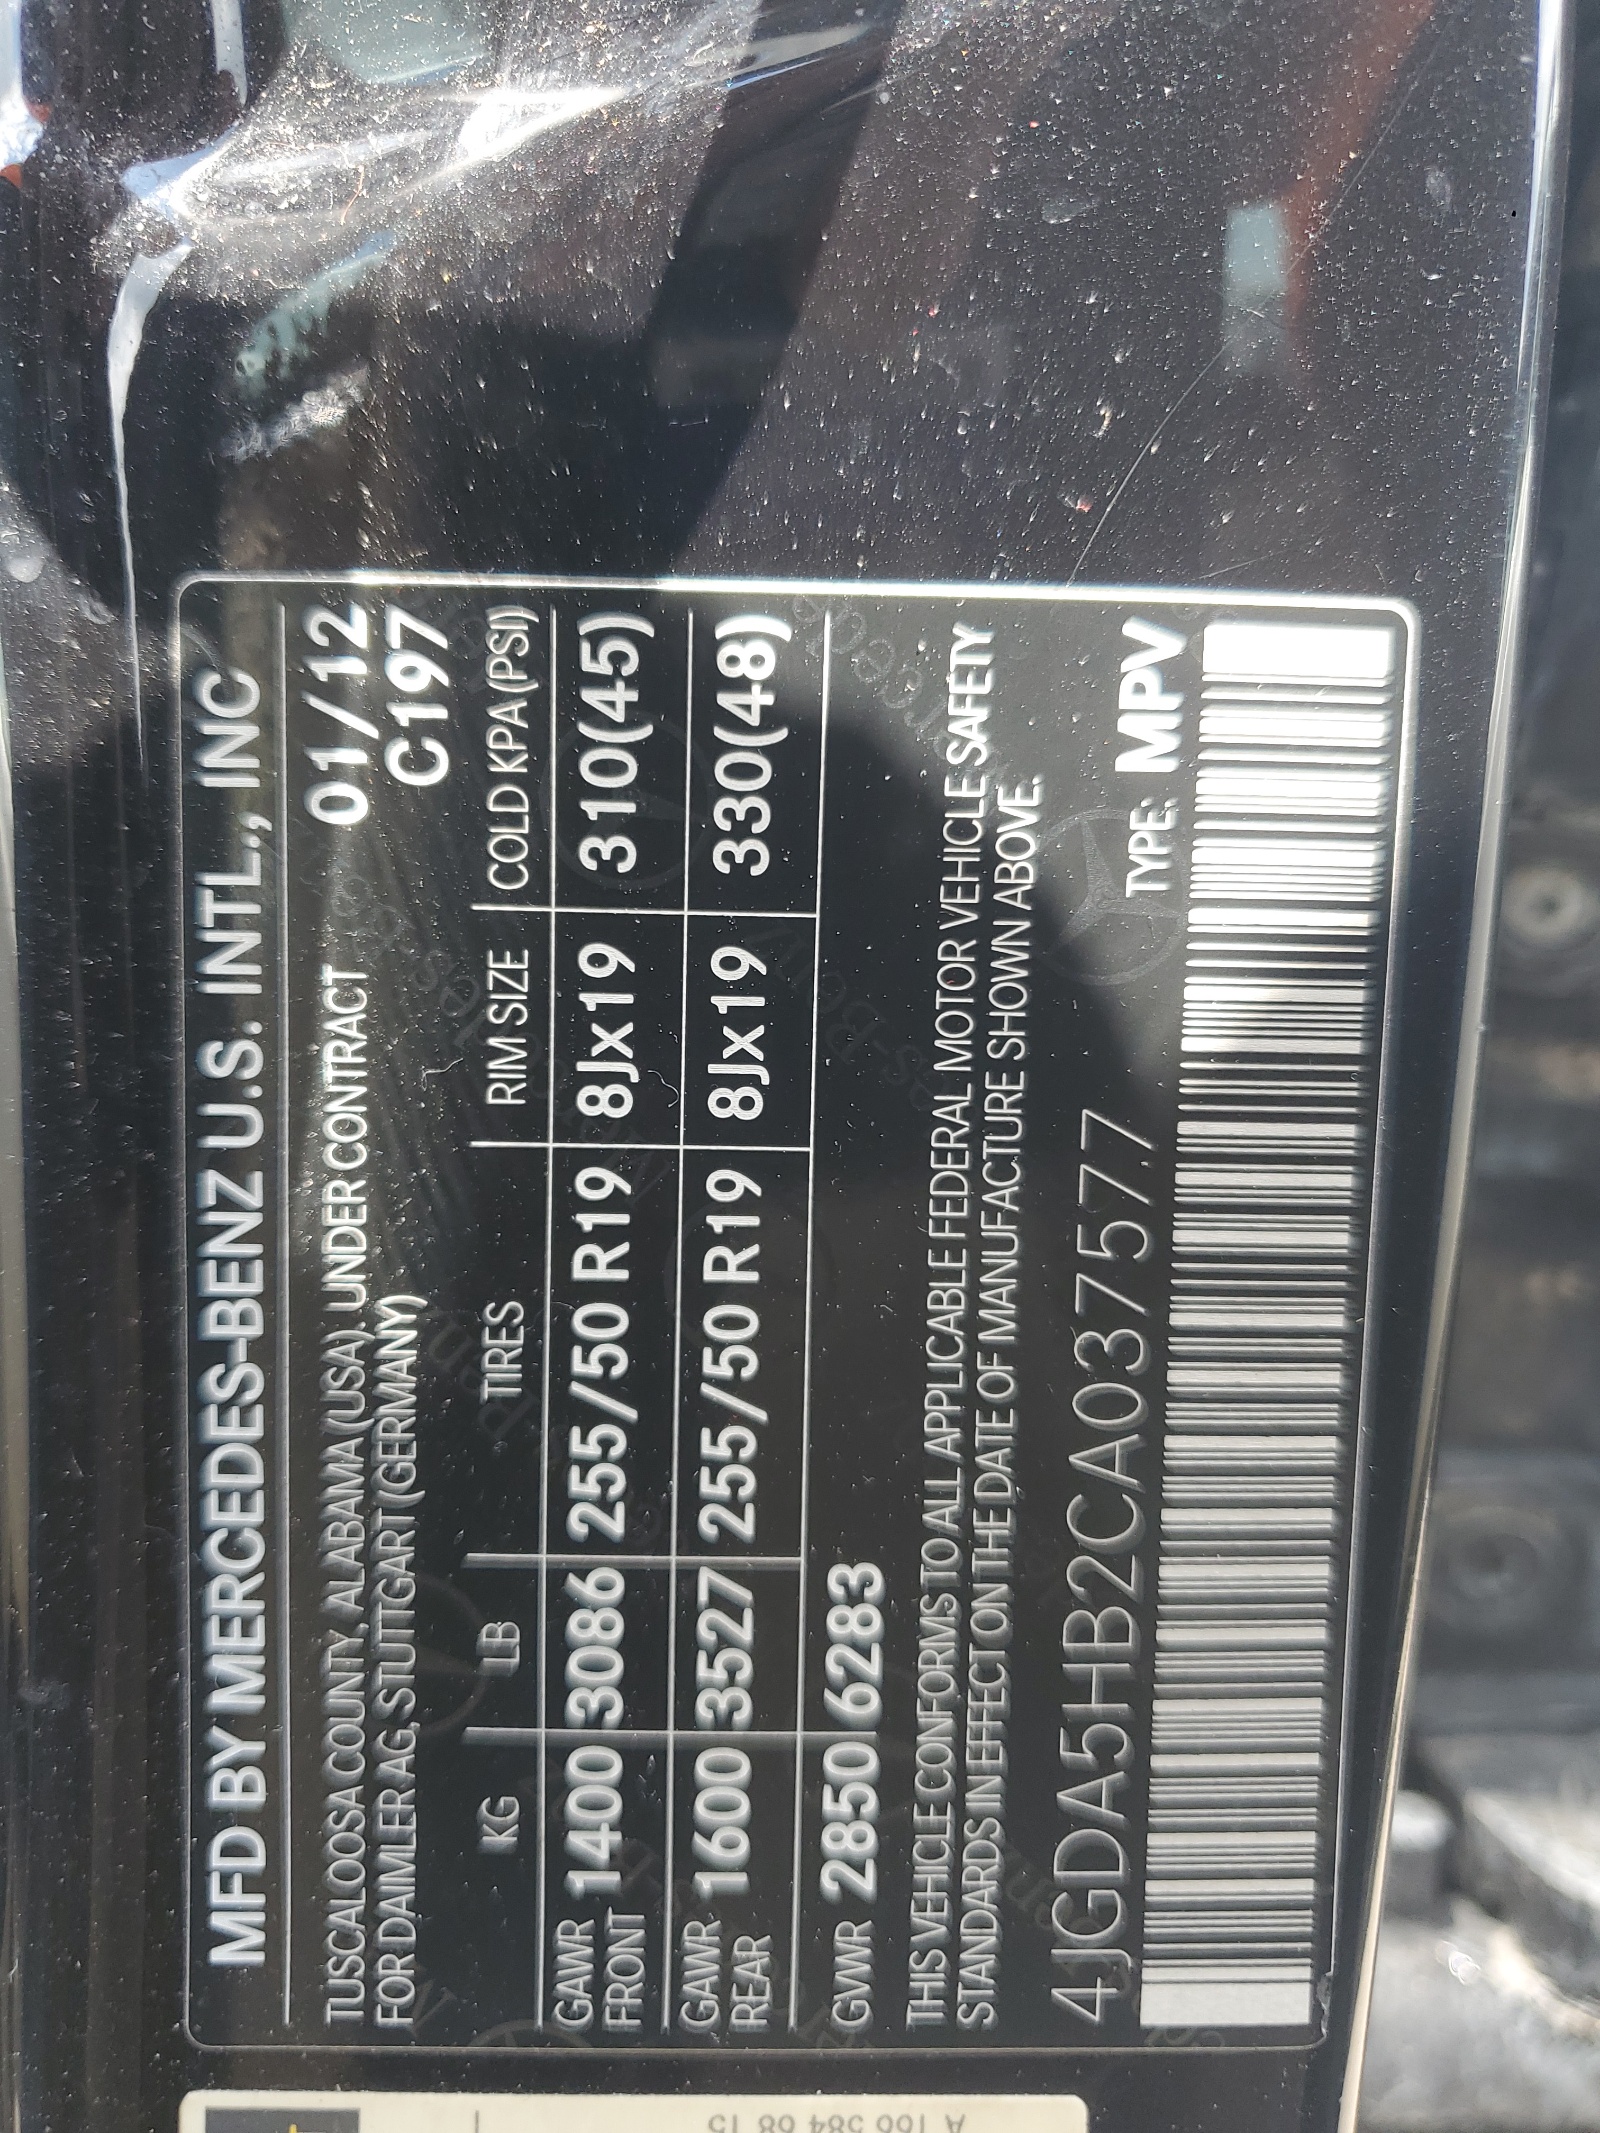 MFD BY MERCEDES-BENZ U.S. INTL., INC
TUSCALOOSA COUNTY, ALABAMA (USA). UNDER CONTRACT 01/12
FOR DAIMLER AG, STUTTGART (GERMANY) C197
KG LB TIRES RIM SIZE COLD KPA (PSI)
GAWR FRONT 1400 3086 255/50 R19 8Jx19 310(45)
GAWR REAR 1600 3527 255/50 R19 8Jx19 330(48)
GVWR 2850 6283
THIS VEHICLE CONFORMS TO ALL APPLICABLE FEDERAL MOTOR VEHICLE SAFETY
STANDARDS IN EFFECT ON THE DATE OF MANUFACTURE SHOWN ABOVE.
4JGDA5HB2CA037577 TYPE: MPV
A 166 584 68 15